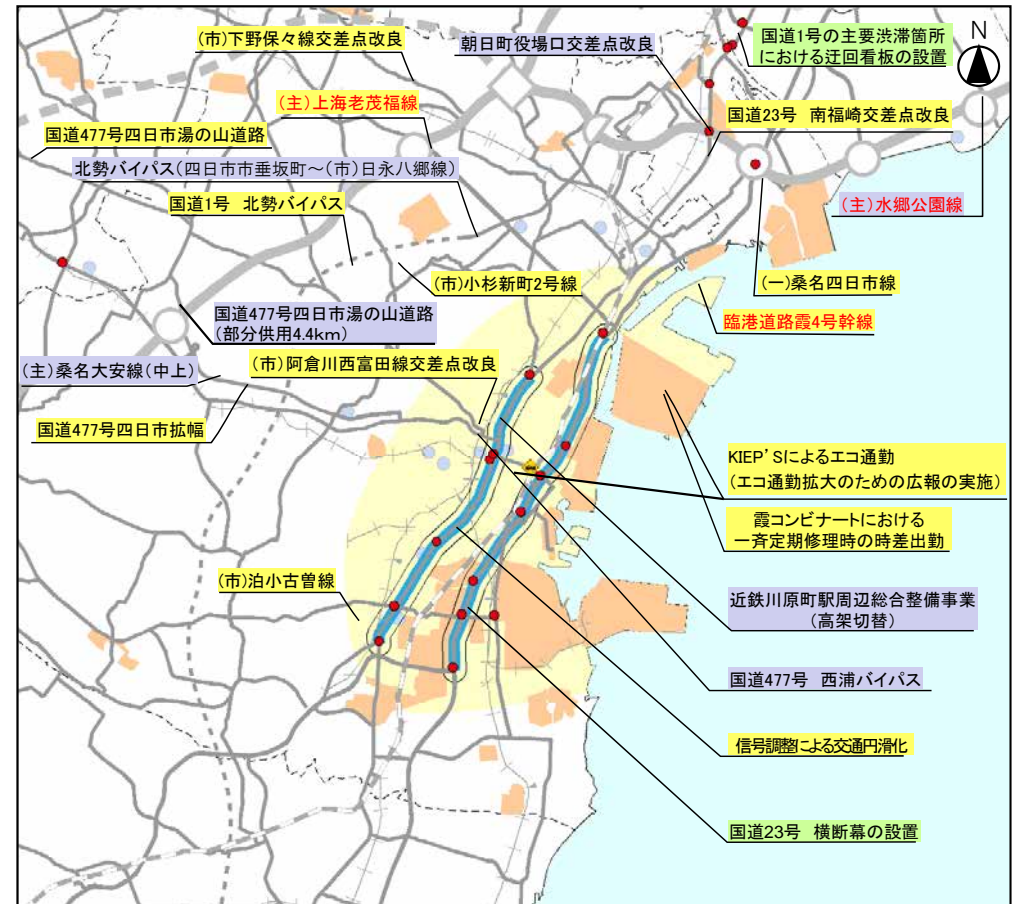 (市)下野保々線交差点改良
朝日町役場口交差点改良
国道1号の主要渋滞箇所
における迂回看板の設置
N
(主)上海老茂福線
国道23号 南福崎交差点改良
国道477号四日市湯の山道路
北勢バイパス(四日市市垂坂町～(市)日永八郷線)
国道1号 北勢バイパス
(主)水郷公園線
(市)小杉新町2号線
(一)桑名四日市線
国道477号四日市湯の山道路
(部分供用4.4km)
臨港道路霞4号幹線
(主)桑名大安線(中上)
(市)阿倉川西富田線交差点改良
国道477号四日市拡幅
KIEP'Sによるエコ通勤
(エコ通勤拡大のための広報の実施)
霞コンビナートにおける
一斉定期修理時の時差出勤
(市)泊小古曽線
近鉄川原町駅周辺総合整備事業
(高架切替)
国道477号 西浦バイパス
信号調整による交通円滑化
国道23号 横断幕の設置